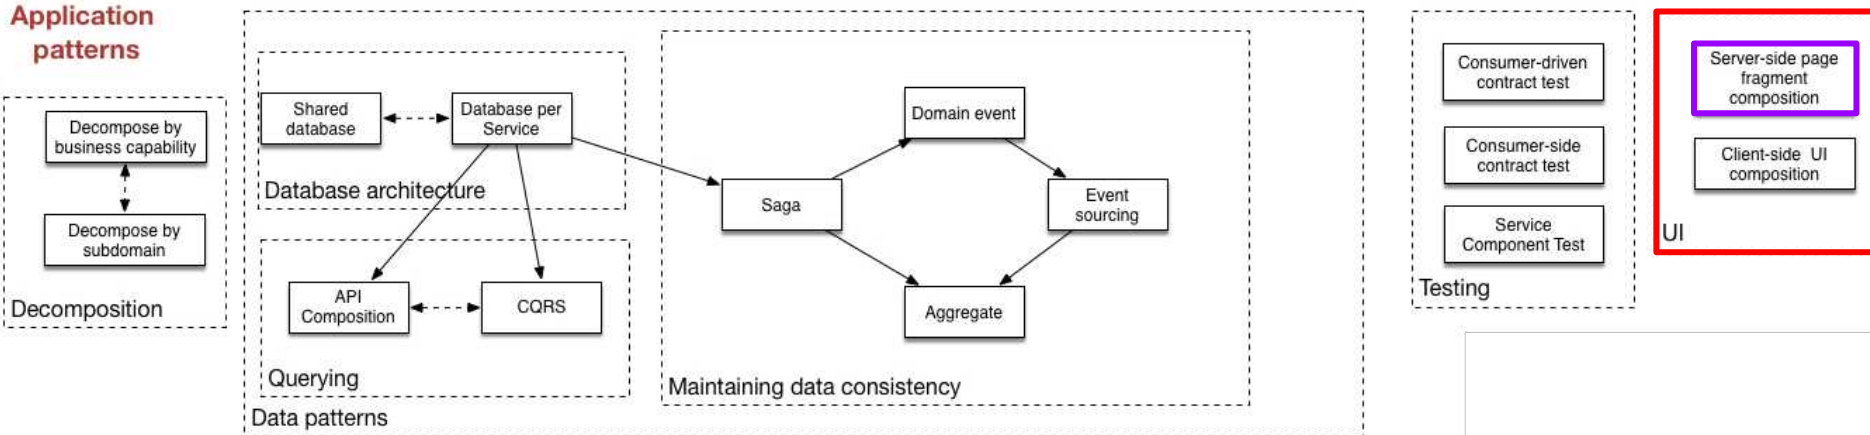 Application
patterns
Decompose by
business capability
Decompose by
subdomain
Decomposition
Shared
database
Database per
Service
Database architecture
API
Composition
CQRS
Querying
Data patterns
Domain event
Saga
Event
sourcing
Aggregate
Maintaining data consistency
Consumer-driven
contract test
Consumer-side
contract test
Service
Component Test
Testing
Server-side page
fragment
composition
Client-side UI
composition
UI